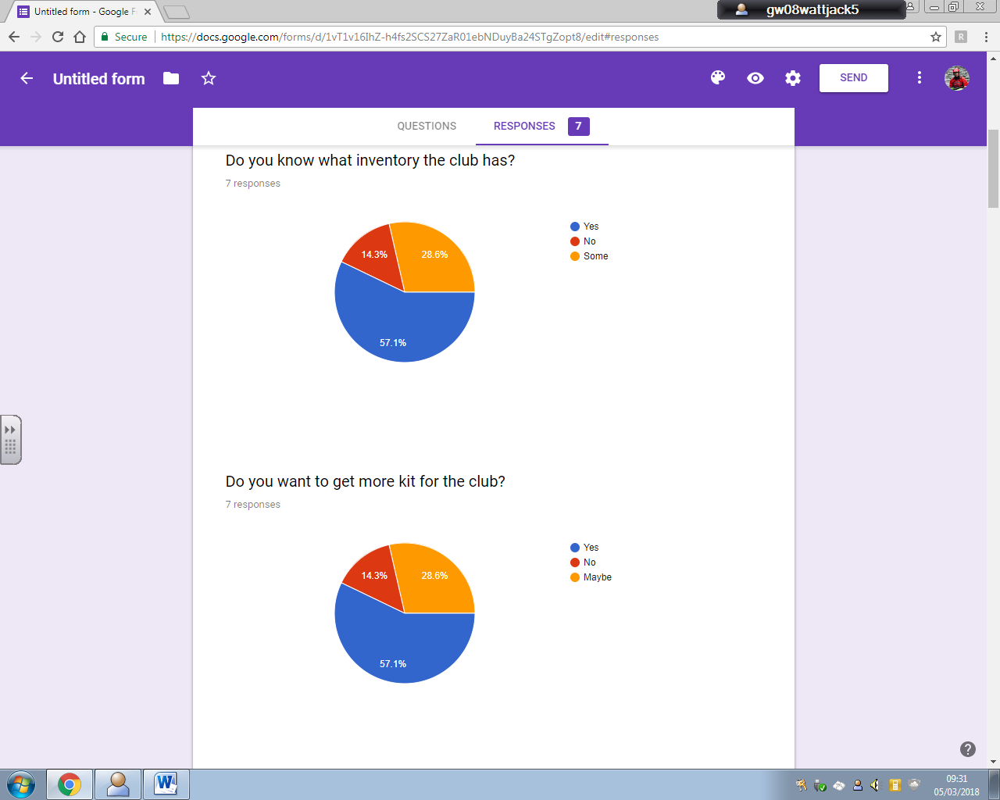 Untitled form - Google F
gw08wattjack5
Secure
https://docs.google.com/forms/d/1vT1v16IhZ-h4fs2SCS27ZaR01ebNDuyBa24STgZopt8/edit#responses
R
Untitled form
SEND
QUESTIONS
RESPONSES
7
Do you know what inventory the club has?
7 responses
Yes
No
Some
14.3%
28.6%
57.1%
Do you want to get more kit for the club?
7 responses
Yes
No
Maybe
14.3%
28.6%
57.1%
?
W
09:31
05/03/2018